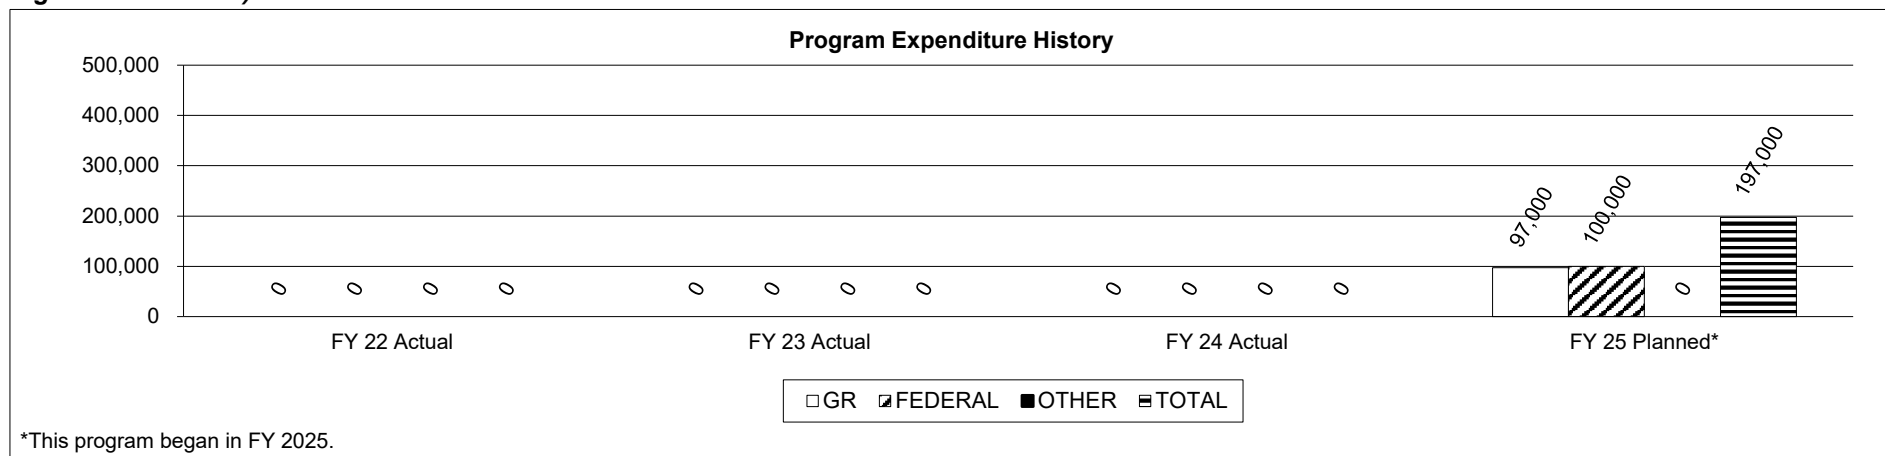 Program Expenditure History
500,000
400,000
300,000
200,000
100,000
0
0 0 0 0 0 0 0 0 0 0 0 0 97,000 100,000 0 197,000
FY 22 Actual FY 23 Actual FY 24 Actual FY 25 Planned*
GR FEDERAL OTHER TOTAL
*This program began in FY 2025.